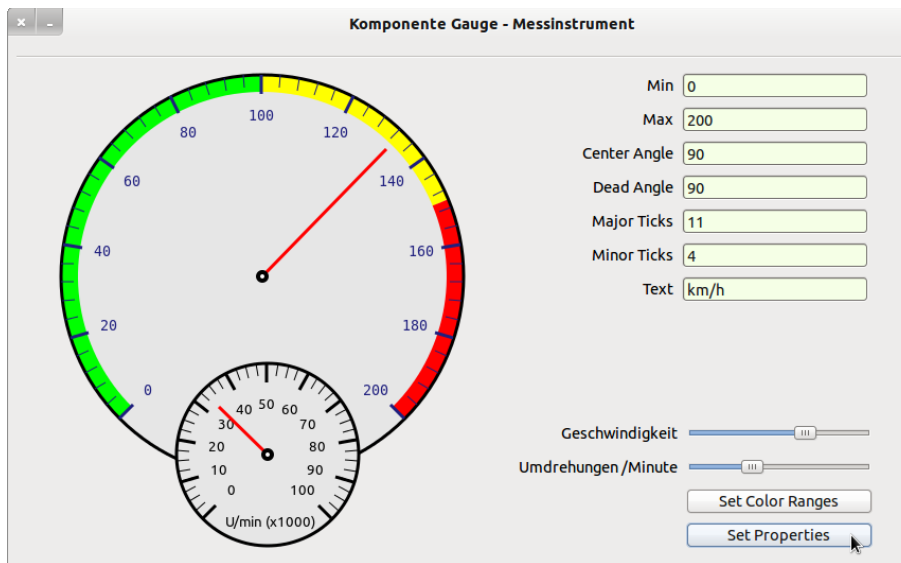 Komponente Gauge - Messinstrument
Min 0
Max 200
Center Angle 90
Dead Angle 90
Major Ticks 11
Minor Ticks 4
Text km/h
0
20
40
60
80
100
120
140
160
180
200
0
10
20
30
40
50
60
70
80
90
100
U/min (x1000)
Geschwindigkeit
Umdrehungen /Minute
Set Color Ranges
Set Properties